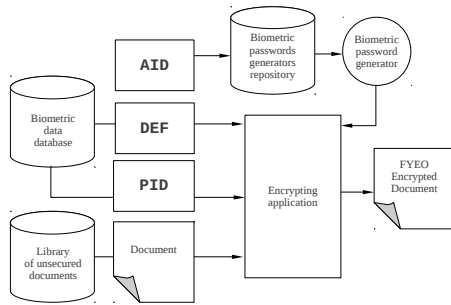 AID
Biometric
passwords
generators
repository
Biometric
password
generator
Biometric
data
database
DEF
PID
Encrypting
application
FYEO
Encrypted
Document
Library
of unsecured
documents
Document